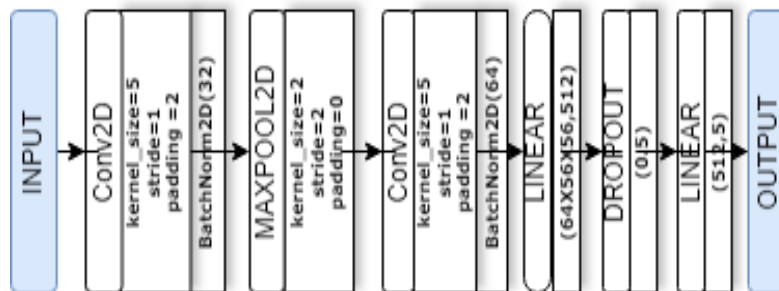 INPUT
Conv2D
kernel_size=5
stride=1
padding =2
BatchNorm2D(32)
MAXPOOL2D
kernel_size=2
stride=2
padding=0
Conv2D
kernel_size=5
stride=1
padding =2
BatchNorm2D(64)
LINEAR
(64X56X56,512)
DROPOUT
(0/5)
LINEAR
(512,5)
OUTPUT